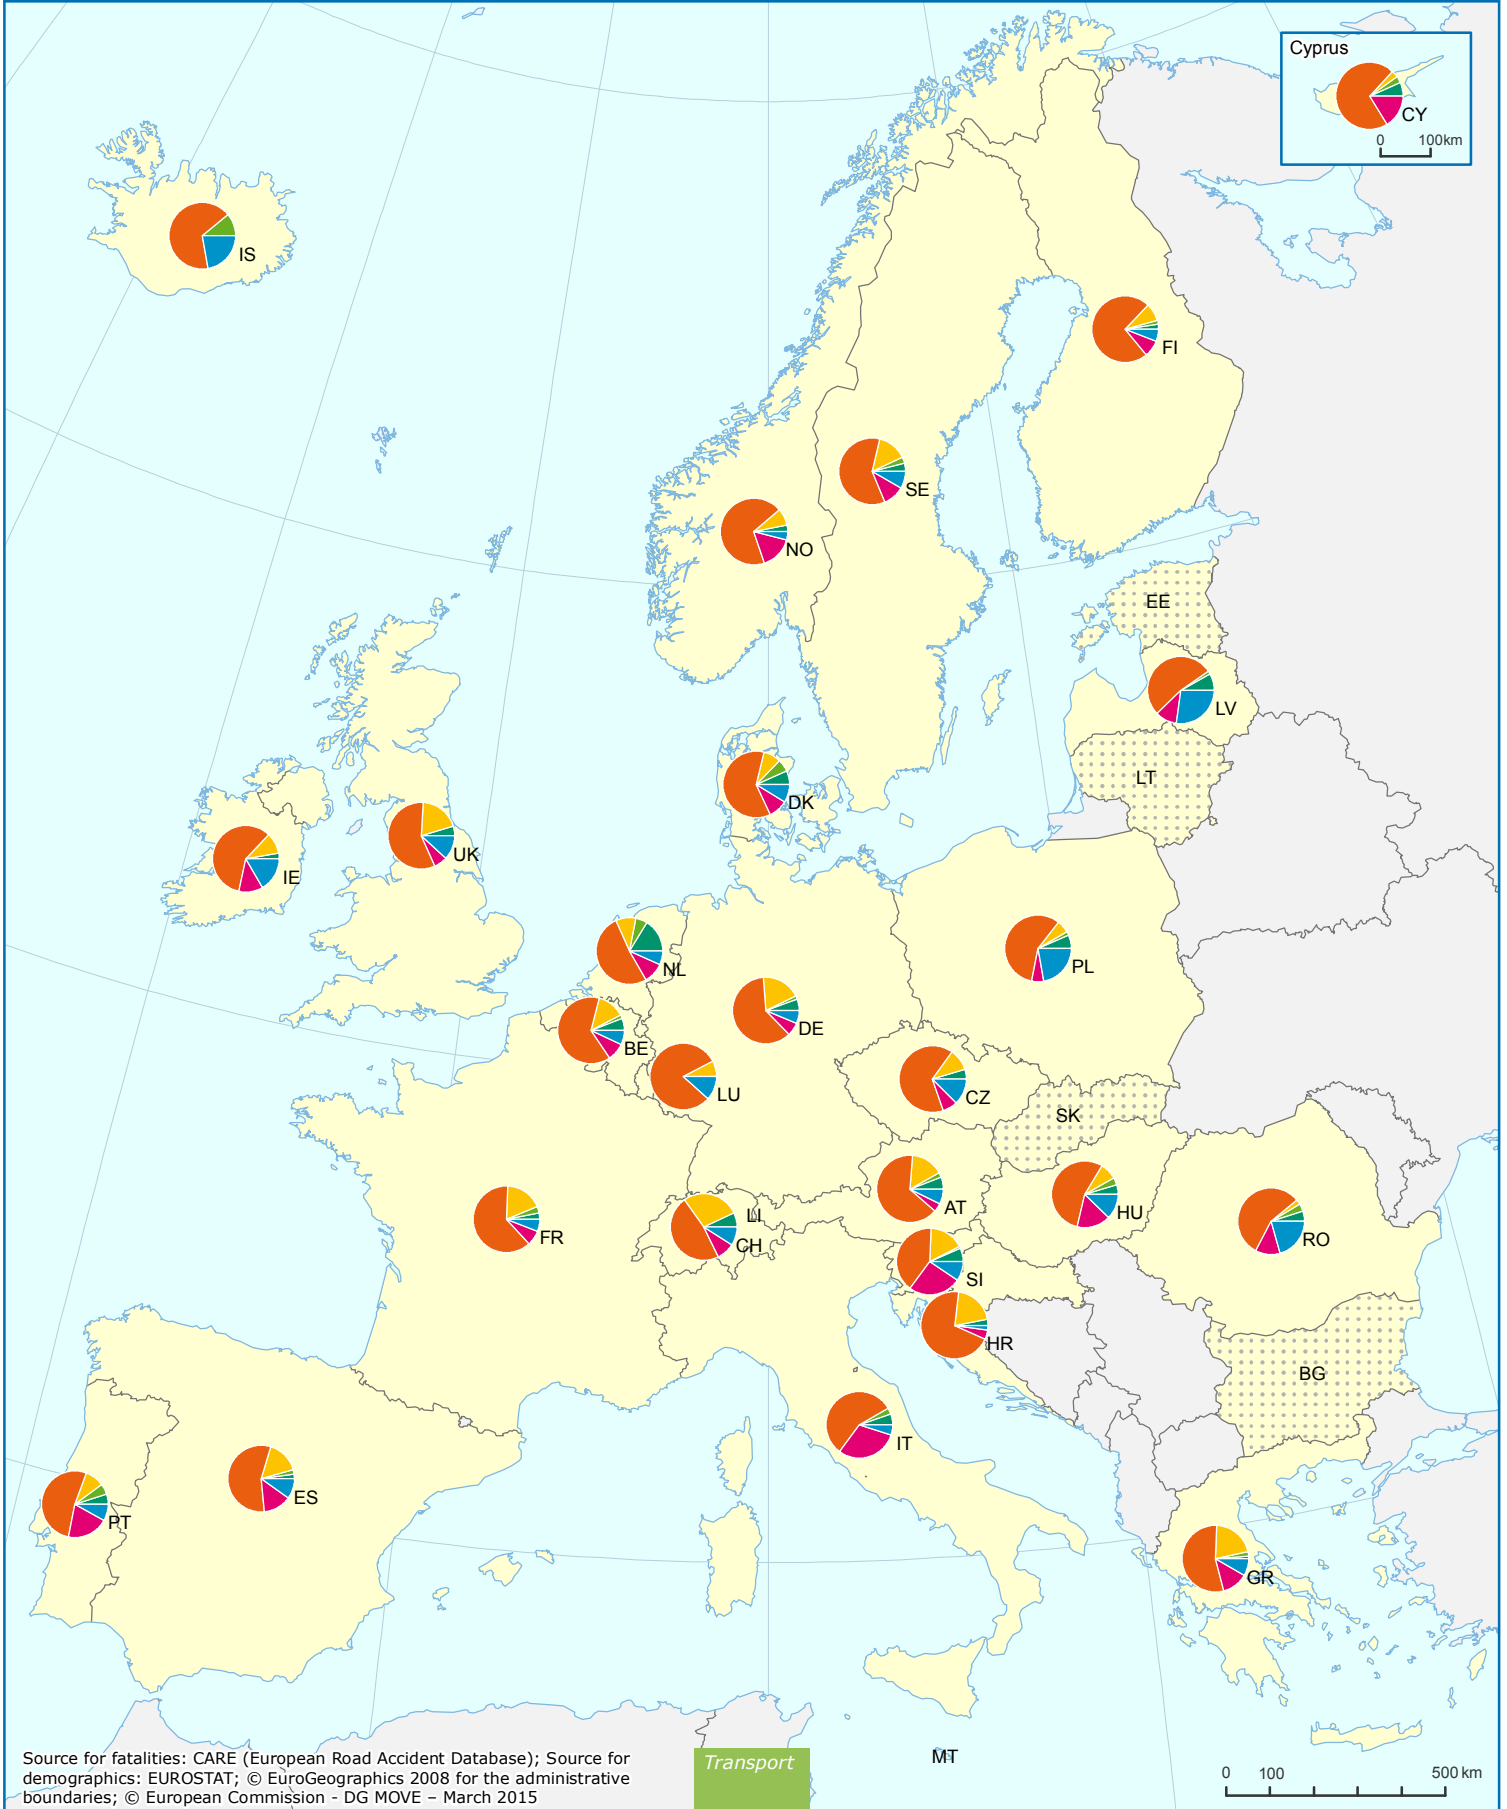 Cyprus
CY
0 100km
IS
FI
SE
NO
EE
LV
LT
DK
UK
IE
NL
PL
DE
BE
LU
CZ
SK
AT
HU
RO
LI
CH
FR
SI
HR
BG
IT
ES
PT
GR
MT
Source for fatalities: CARE (European Road Accident Database); Source for
demographics: EUROSTAT; © EuroGeographics 2008 for the administrative
boundaries; © European Commission - DG MOVE – March 2015
Transport
0 100 500 km